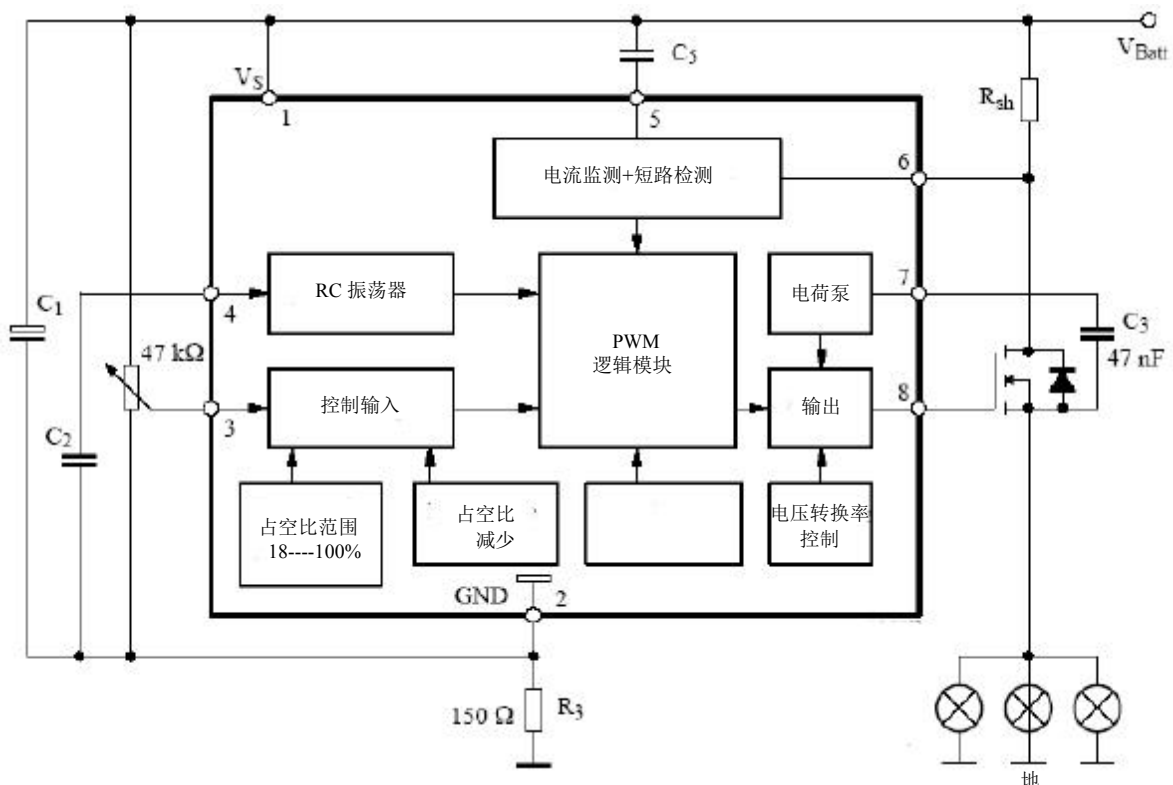 V_Batt
C_5
V_S
R_sh
1
5
电流监测+短路检测
6
RC 振荡器
电荷泵
7
C_1
4
C_3
47 nF
47 kΩ
PWM
逻辑模块
控制输入
输出
8
3
C_2
占空比范围
18----100%
占空比
减少
电压转换率
控制
GND
2
150 Ω
R_3
地